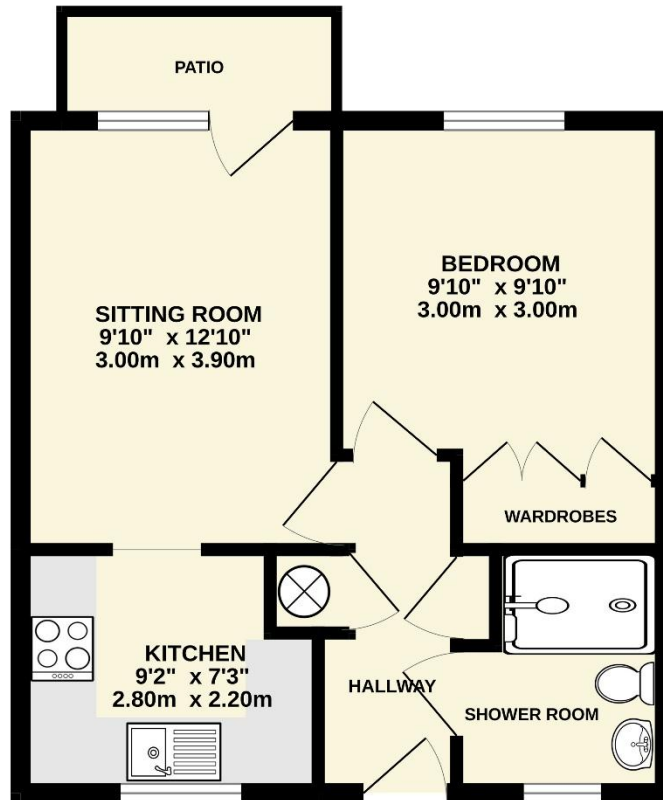 PATIO
SITTING ROOM
9'10" x 12'10"
3.00m x 3.90m
BEDROOM
9'10" x 9'10"
3.00m x 3.00m
WARDROBES
KITCHEN
9'2" x 7'3"
2.80m x 2.20m
HALLWAY
SHOWER ROOM